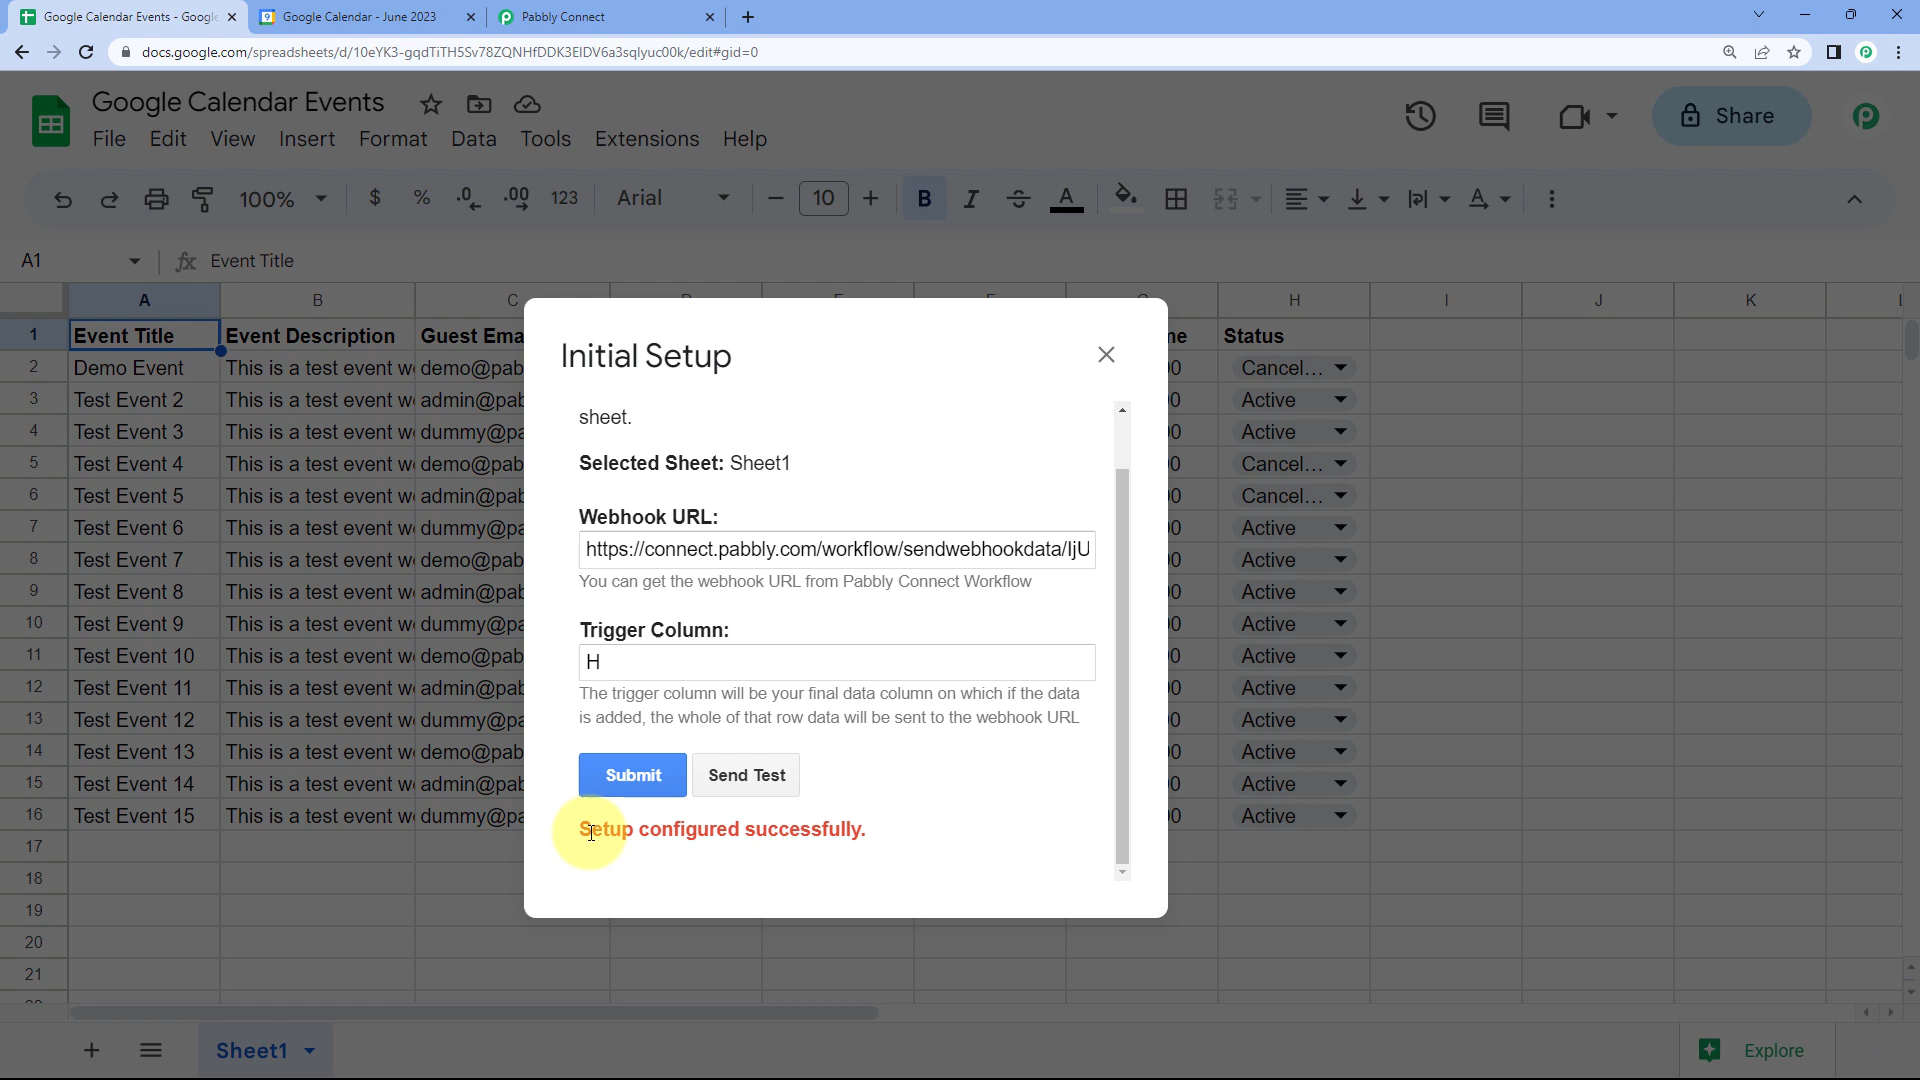 Google Calendar Events - Google
Google Calendar - June 2023
Pabbly Connect
docs.google.com/spreadsheets/d/10eYK3-gqdTiTH5Sv78ZQNHfDDK3EIDV6a3sqlyuc00k/edit#gid=0
Google Calendar Events
Share
File Edit View Insert Format Data Tools Extensions Help
100% $ % .0 .00 123 Arial 10 B I S A
A1 Event Title
A B C H I J K
1 Event Title Event Description Guest Ema Status
2 Demo Event This is a test event demo@pab Cancel...
3 Test Event 2 This is a test event admin@pab Active
4 Test Event 3 This is a test event dummy@pa Active
5 Test Event 4 This is a test event demo@pab Cancel...
6 Test Event 5 This is a test event admin@pab Cancel...
7 Test Event 6 This is a test event dummy@pa Active
8 Test Event 7 This is a test event demo@pab Active
9 Test Event 8 This is a test event admin@pab Active
10 Test Event 9 This is a test event dummy@pa Active
11 Test Event 10 This is a test event demo@pab Active
12 Test Event 11 This is a test event admin@pab Active
13 Test Event 12 This is a test event dummy@pa Active
14 Test Event 13 This is a test event demo@pab Active
15 Test Event 14 This is a test event admin@pab Active
16 Test Event 15 This is a test event dummy@pa Active
17
18
19
20
21
Initial Setup
sheet.
Selected Sheet: Sheet1
Webhook URL:
https://connect.pabbly.com/workflow/sendwebhookdata/IjU
You can get the webhook URL from Pabbly Connect Workflow
Trigger Column:
H
The trigger column will be your final data column on which if the data
is added, the whole of that row data will be sent to the webhook URL
Submit Send Test
Setup configured successfully.
Sheet1
Explore